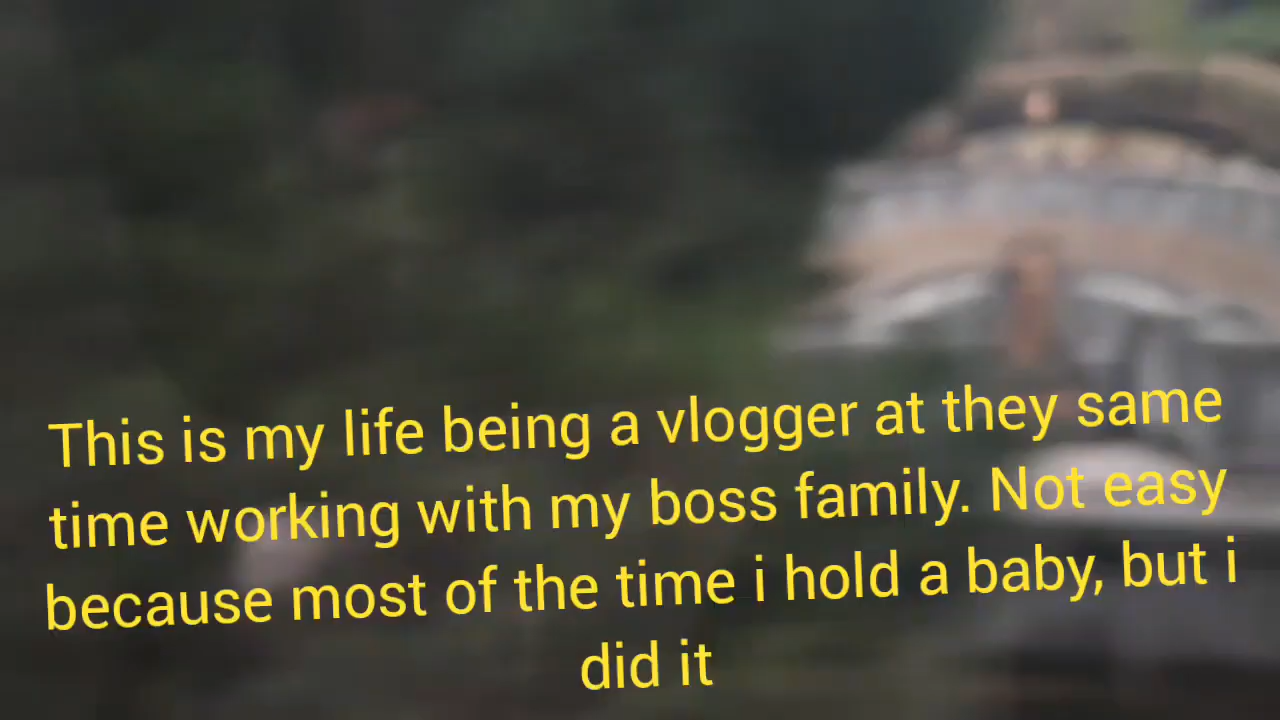 This is my life being a vlogger at they same
time working with my boss family. Not easy
because most of the time i hold a baby, but i
did it